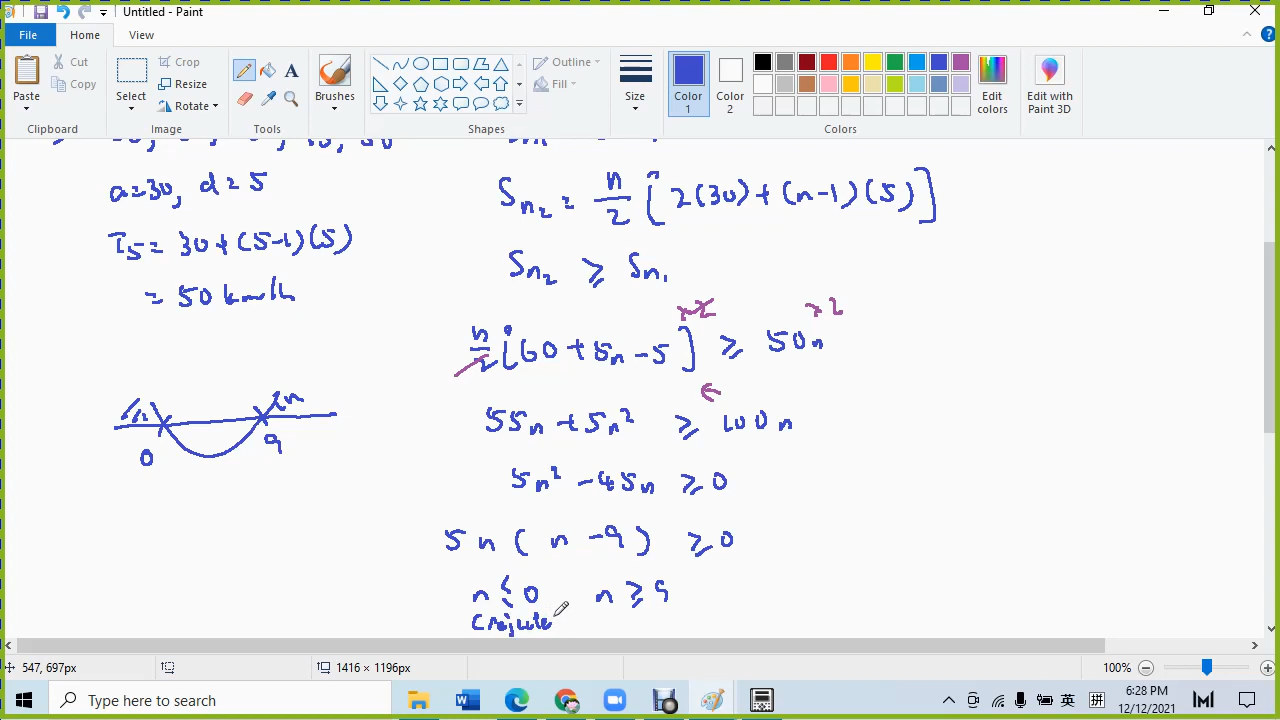 Untitled - Paint
File Home View
Paste Cut Copy Clipboard
Select Crop Resize Rotate Image
Tools
Brushes
Outline Fill Shapes
Size
Color 1 Color 2 Edit colors Colors
Edit with Paint 3D
a=30, d=5
T5 = 30+(5-1)(5)
= 50 km/h
0 9
Sn2 = n/2 [2(30)+(n-1)(5)]
Sn2 ≥ Sn1
×2 ×2
n/2 [60+5n-5] ≥ 50n
55n+5n² ≥ 100n
5n²-45n ≥0
5n(n-9) ≥0
n≤0 n≥9
(rejected
547, 697px 1416 × 1196px 100%
Type here to search
英 拼
6:28 PM
12/12/2021